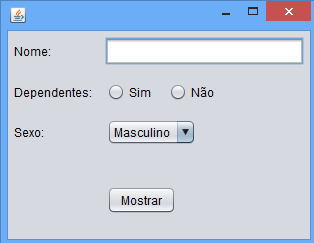 Nome:
Dependentes: Sim Não
Sexo: Masculino
Mostrar